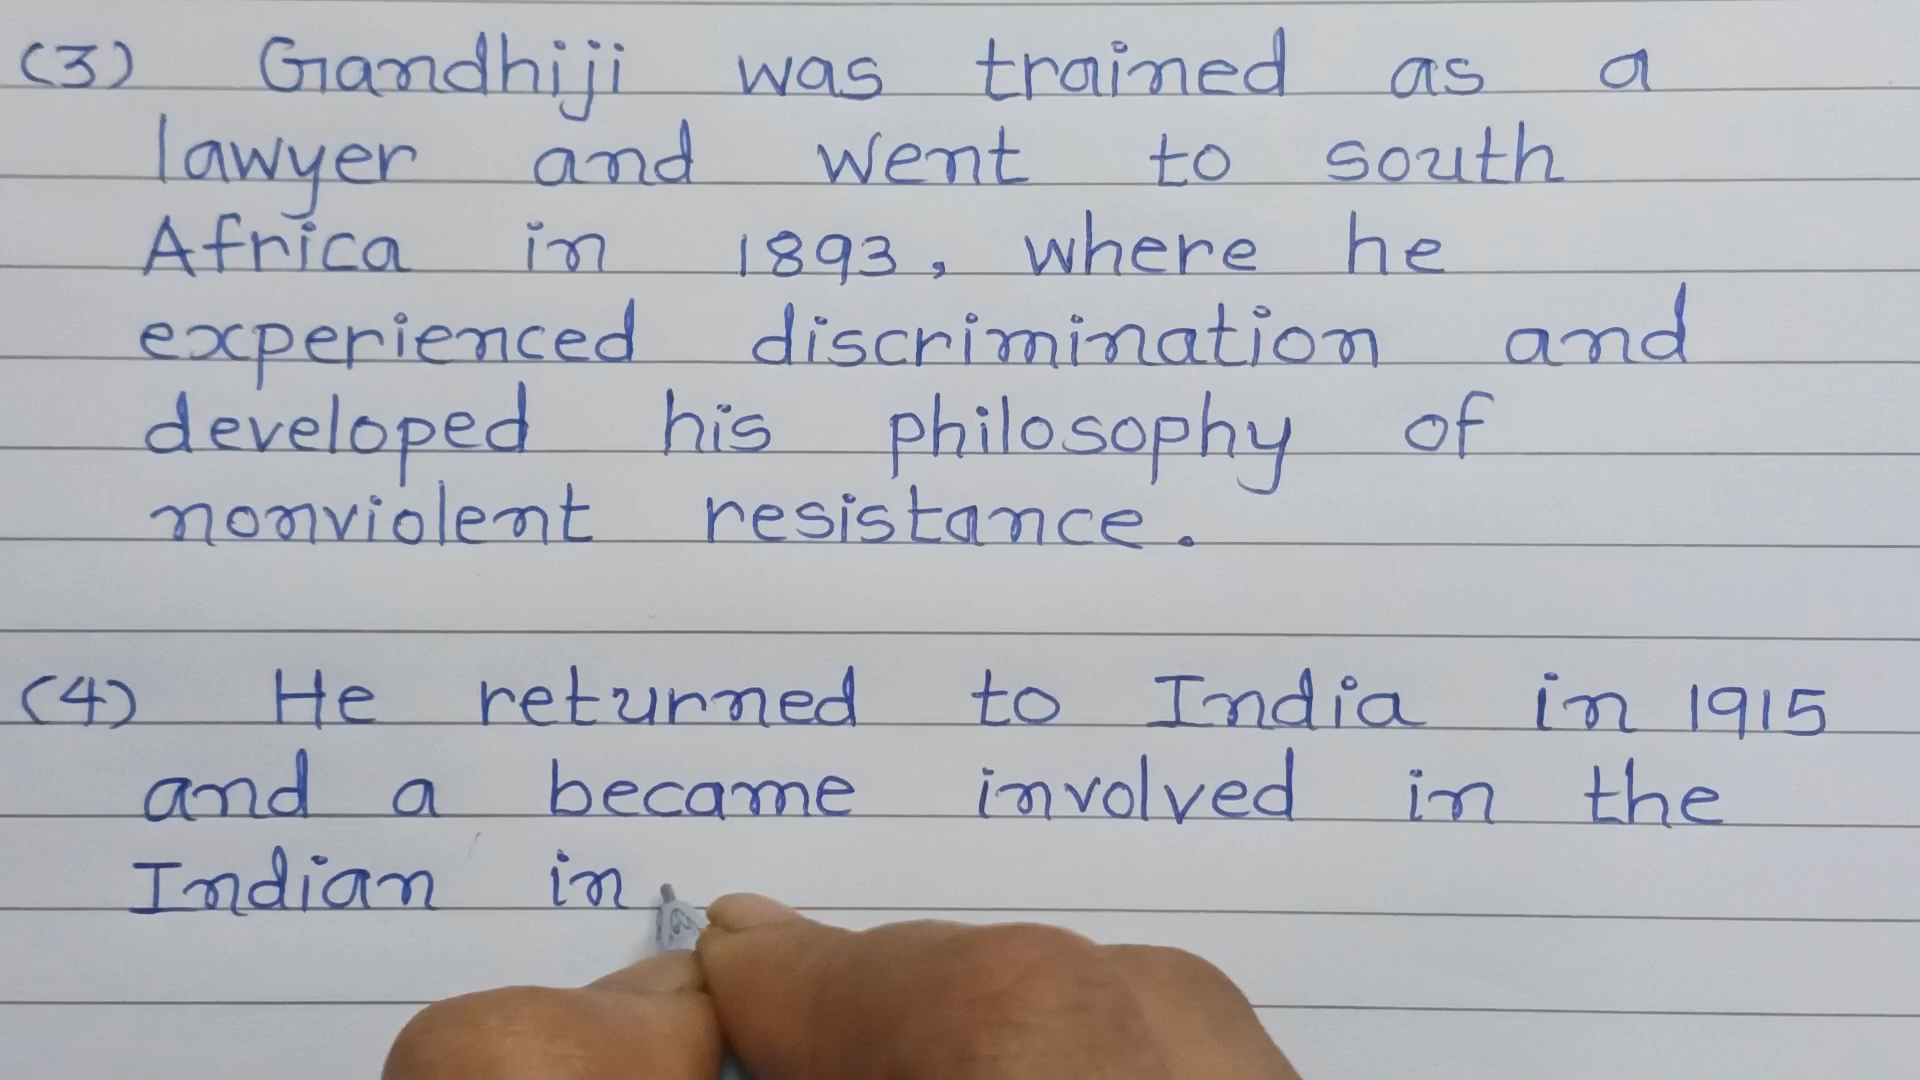 (3) Gandhiji was trained as a
lawyer and went to south
Africa in 1893, where he
experienced discrimination and
developed his philosophy of
nonviolent resistance.
(4) He returned to India in 1915
and a became involved in the
Indian in